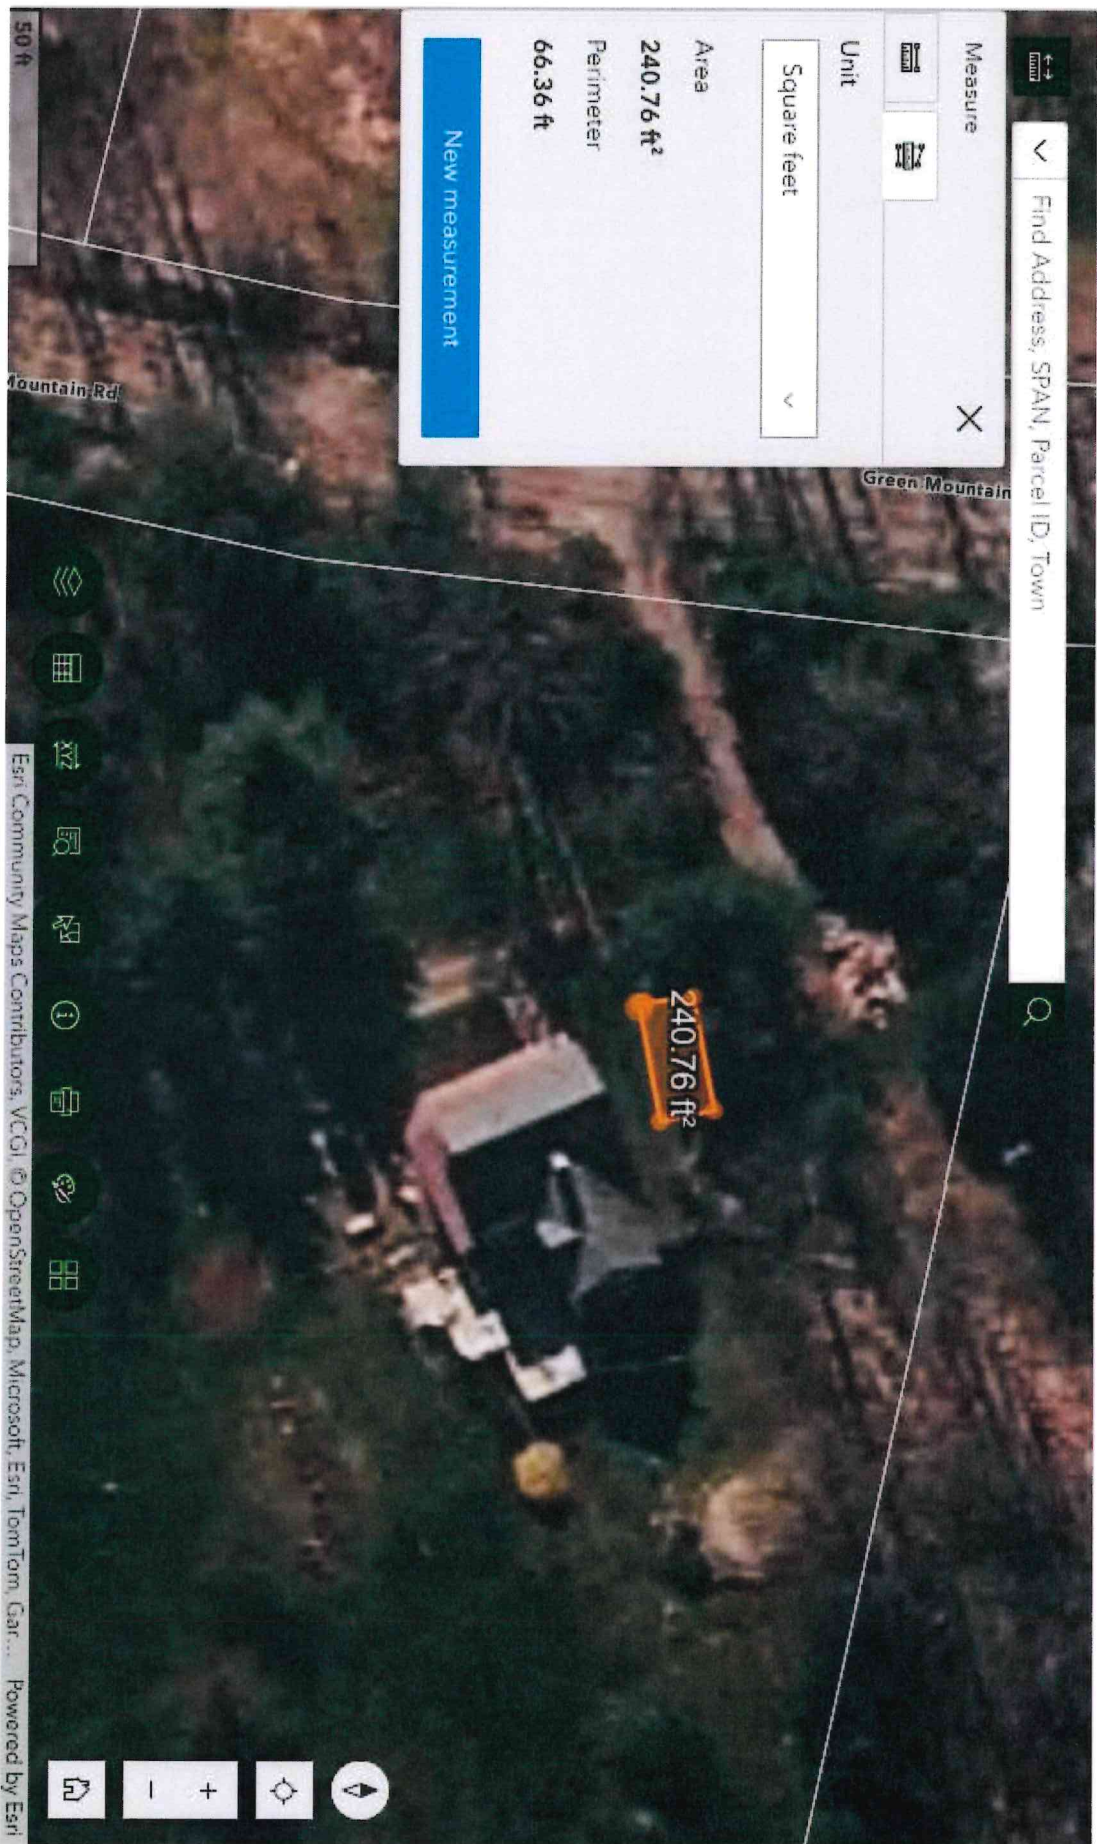 Find Address, SPAN, Parcel ID, Town
Measure
Unit
Square feet
Area
240.76 ft²
Perimeter
66.36 ft
New measurement
Green Mountain
Mountain Rd
240.76 ft²
XYZ
50 ft
Esri Community Maps Contributors, VCGI, © OpenStreetMap, Microsoft, Esri, TomTom, Gar... Powered by Esri